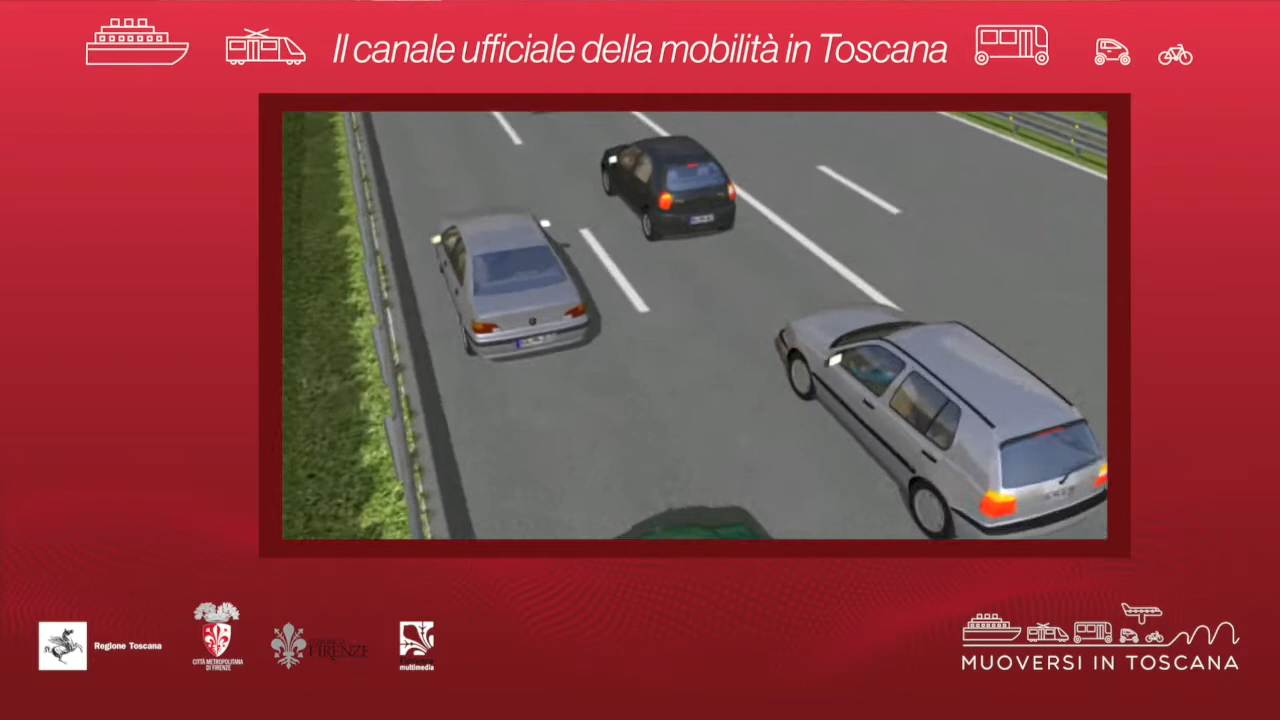 Il canale ufficiale della mobilità in Toscana
Regione Toscana
CITTÀ METROPOLITANA
DI FIRENZE
FIRENZE
multimedia
MUOVERSI IN TOSCANA